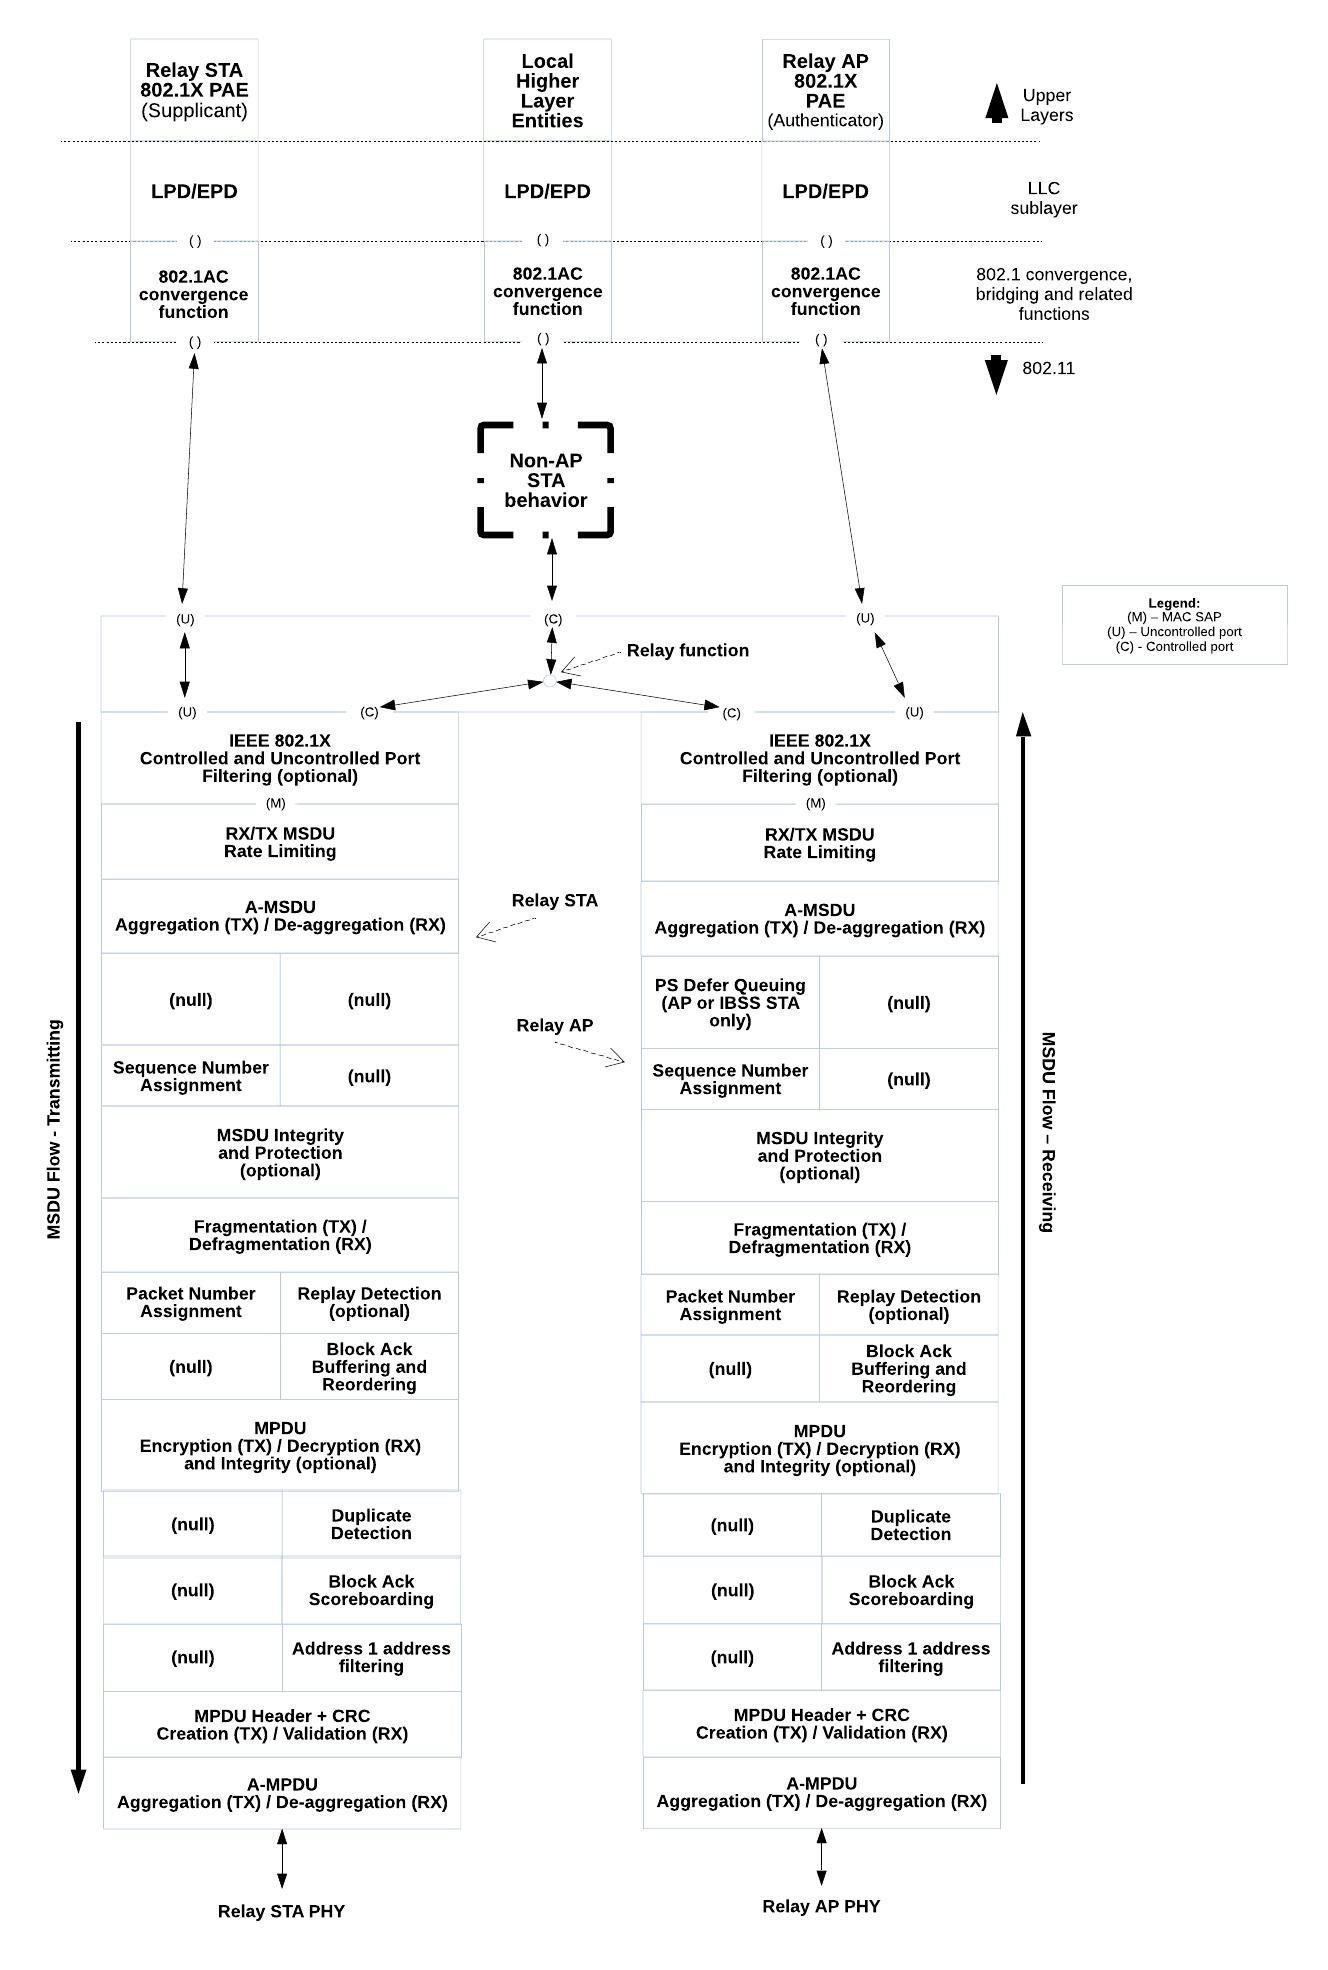 Relay STA
802.1X PAE
(Supplicant)
Local
Higher
Layer
Entities
Relay AP
802.1X
PAE
(Authenticator)
Upper
Layers
LPD/EPD
LPD/EPD
LPD/EPD
LLC
sublayer
( )
( )
( )
802.1AC
convergence
function
802.1AC
convergence
function
802.1AC
convergence
function
802.1 convergence,
bridging and related
functions
( )
( )
( )
802.11
Non-AP
STA
behavior
(U)
(C)
(U)
Legend:
(M) – MAC SAP
(U) – Uncontrolled port
(C) - Controlled port
Relay function
(U)
(C)
(C)
(U)
IEEE 802.1X
Controlled and Uncontrolled Port
Filtering (optional)
(M)
RX/TX MSDU
Rate Limiting
A-MSDU
Aggregation (TX) / De-aggregation (RX)
(null)
(null)
Sequence Number
Assignment
(null)
MSDU Integrity
and Protection
(optional)
Fragmentation (TX) /
Defragmentation (RX)
Packet Number
Assignment
Replay Detection
(optional)
(null)
Block Ack
Buffering and
Reordering
MPDU
Encryption (TX) / Decryption (RX)
and Integrity (optional)
(null)
Duplicate
Detection
(null)
Block Ack
Scoreboarding
(null)
Address 1 address
filtering
MPDU Header + CRC
Creation (TX) / Validation (RX)
A-MPDU
Aggregation (TX) / De-aggregation (RX)
Relay STA PHY
MSDU Flow - Transmitting
Relay STA
Relay AP
IEEE 802.1X
Controlled and Uncontrolled Port
Filtering (optional)
(M)
RX/TX MSDU
Rate Limiting
A-MSDU
Aggregation (TX) / De-aggregation (RX)
PS Defer Queuing
(AP or IBSS STA
only)
(null)
Sequence Number
Assignment
(null)
MSDU Integrity
and Protection
(optional)
Fragmentation (TX) /
Defragmentation (RX)
Packet Number
Assignment
Replay Detection
(optional)
(null)
Block Ack
Buffering and
Reordering
MPDU
Encryption (TX) / Decryption (RX)
and Integrity (optional)
(null)
Duplicate
Detection
(null)
Block Ack
Scoreboarding
(null)
Address 1 address
filtering
MPDU Header + CRC
Creation (TX) / Validation (RX)
A-MPDU
Aggregation (TX) / De-aggregation (RX)
Relay AP PHY
MSDU Flow – Receiving